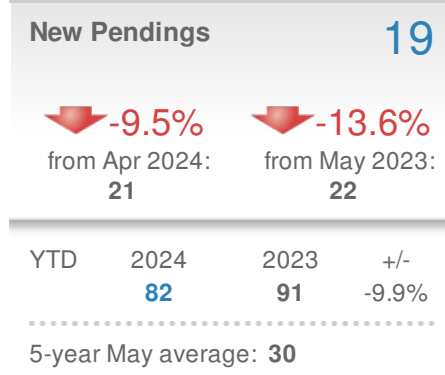 New Pendings 19
-9.5% -13.6%
from Apr 2024: from May 2023:
21 22
YTD 2024 2023 +/-
82 91 -9.9%
5-year May average: 30